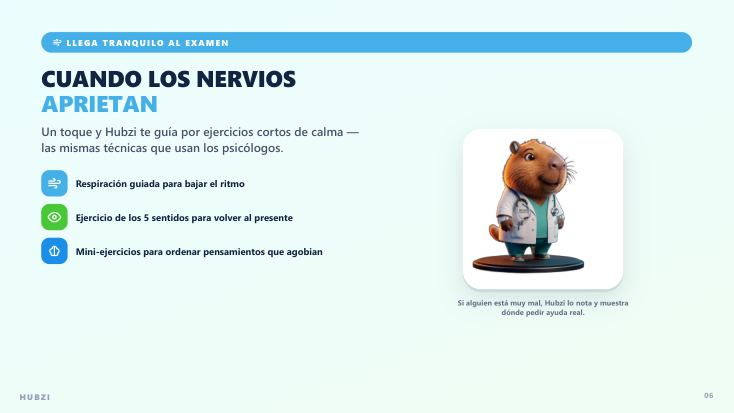 LLEGA TRANQUILO AL EXAMEN
CUANDO LOS NERVIOS
APRIETAN
Un toque y Hubzi te guía por ejercicios cortos de calma —
las mismas técnicas que usan los psicólogos.
Respiración guiada para bajar el ritmo
Ejercicio de los 5 sentidos para volver al presente
Mini-ejercicios para ordenar pensamientos que agobian
Si alguien está muy mal, Hubzi lo nota y muestra
dónde pedir ayuda real.
HUBZI
06